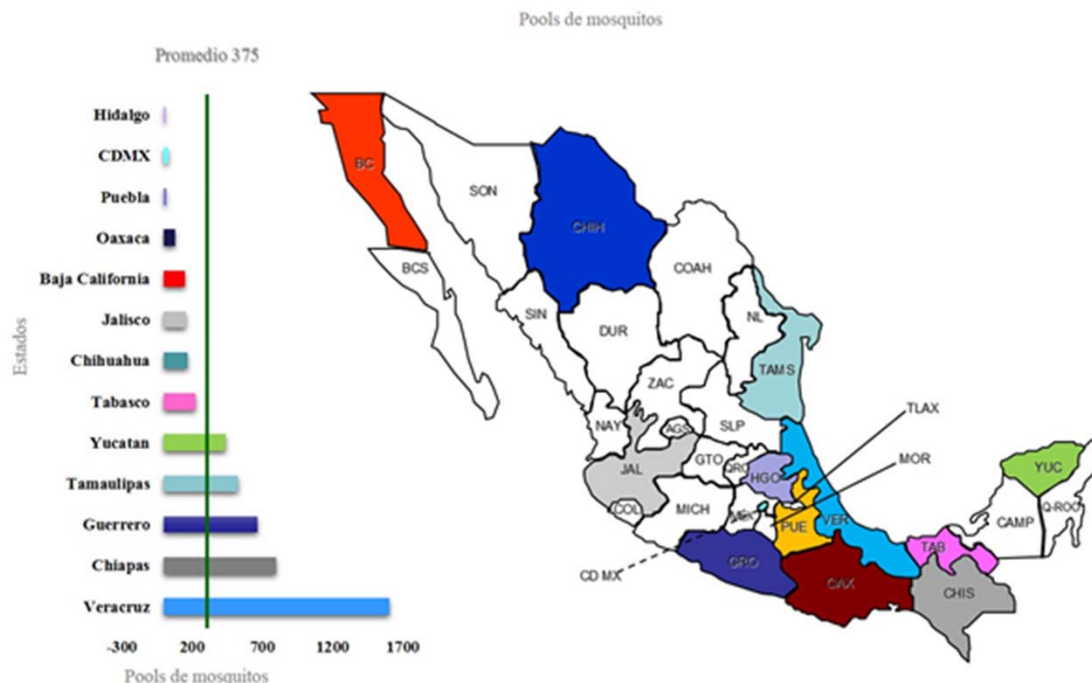 Pools de mosquitos
Promedio 375
Estados
Hidalgo
CDMX
Puebla
Oaxaca
Baja California
Jalisco
Chihuahua
Tabasco
Yucatan
Tamaulipas
Guerrero
Chiapas
Veracruz
-300 200 700 1200 1700
Pools de mosquitos
BC
SON
CHIH
BCS
COAH
SIN
NL
DUR
TAMS
ZAC
TLAX
NAY
AGS
SLP
MOR
GTO
QRO
JAL
HGO
YUC
COL
MICH
MEX
PUE
VER
CAMP
Q-ROO
TAB
CD MX
GRO
OAX
CHIS